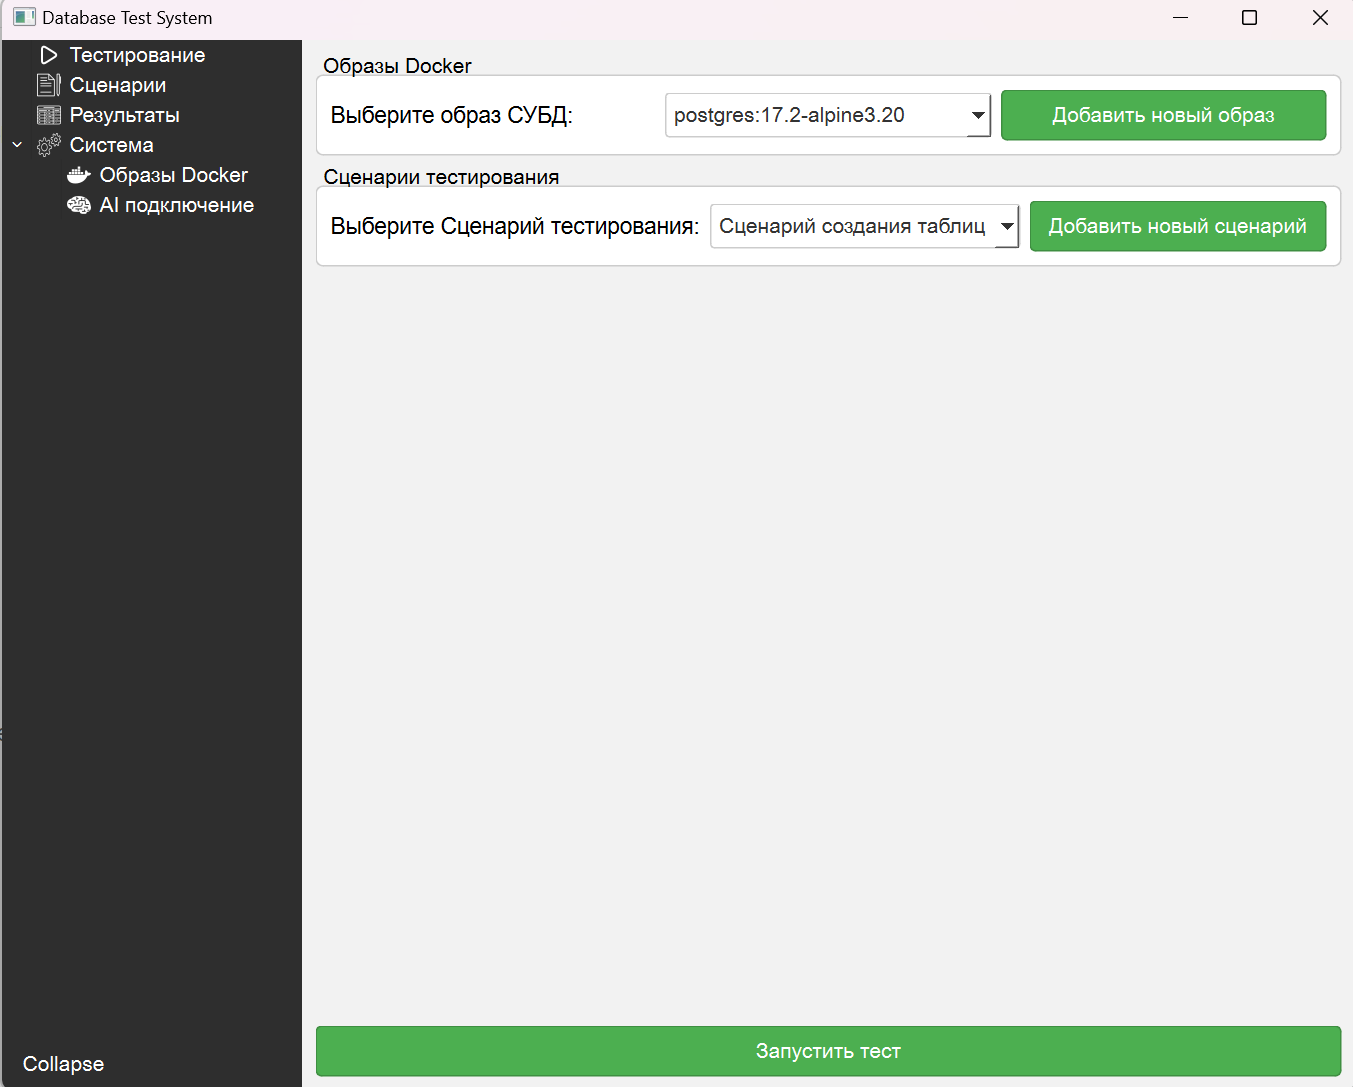 Database Test System
Тестирование
Сценарии
Результаты
Система
Образы Docker
AI подключение
Collapse
Образы Docker
Выберите образ СУБД:
postgres:17.2-alpine3.20
Добавить новый образ
Сценарии тестирования
Выберите Сценарий тестирования:
Сценарий создания таблиц
Добавить новый сценарий
Запустить тест